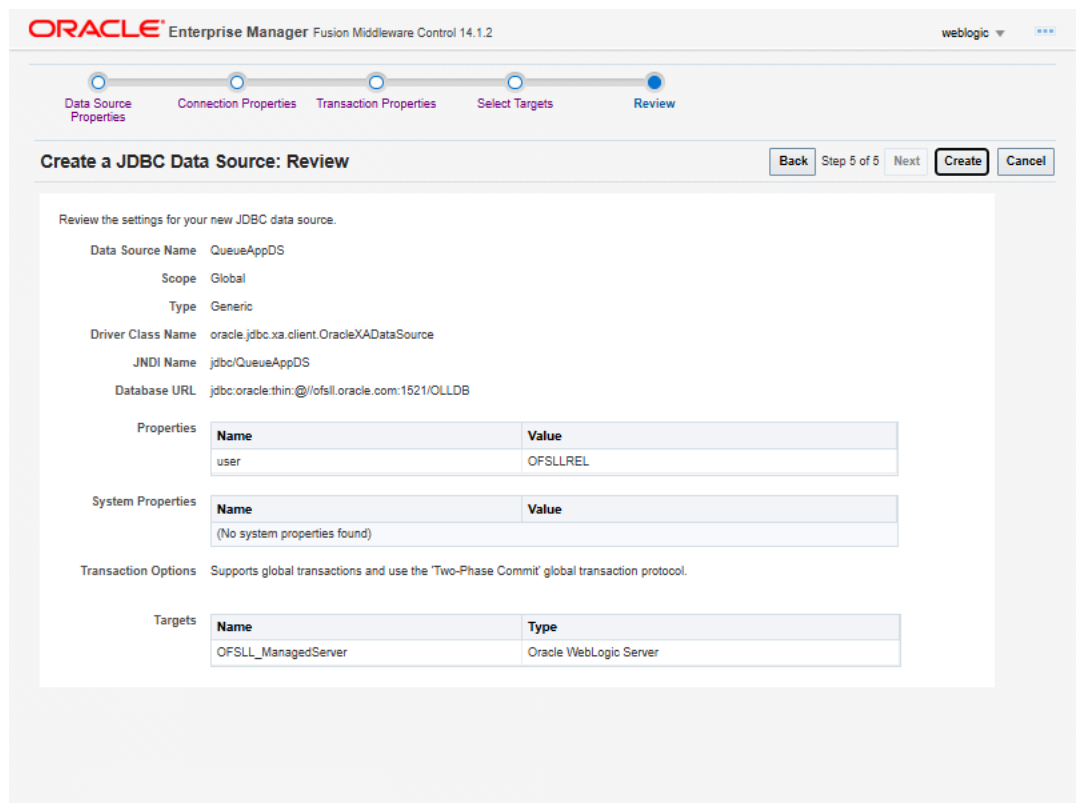 ORACLE Enterprise Manager Fusion Middleware Control 14.1.2 weblogic
Data Source Properties
Connection Properties
Transaction Properties
Select Targets
Review
Create a JDBC Data Source: Review
Back Step 5 of 5 Next Create Cancel
Review the settings for your new JDBC data source.
Data Source Name QueueAppDS
Scope Global
Type Generic
Driver Class Name oracle.jdbc.xa.client.OracleXADataSource
JNDI Name jdbc/QueueAppDS
Database URL jdbc:oracle:thin:@//ofsll.oracle.com:1521/OLLDB
Properties
Name Value
user OFSLLREL
System Properties
Name Value
(No system properties found)
Transaction Options Supports global transactions and use the 'Two-Phase Commit' global transaction protocol.
Targets
Name Type
OFSLL_ManagedServer Oracle WebLogic Server